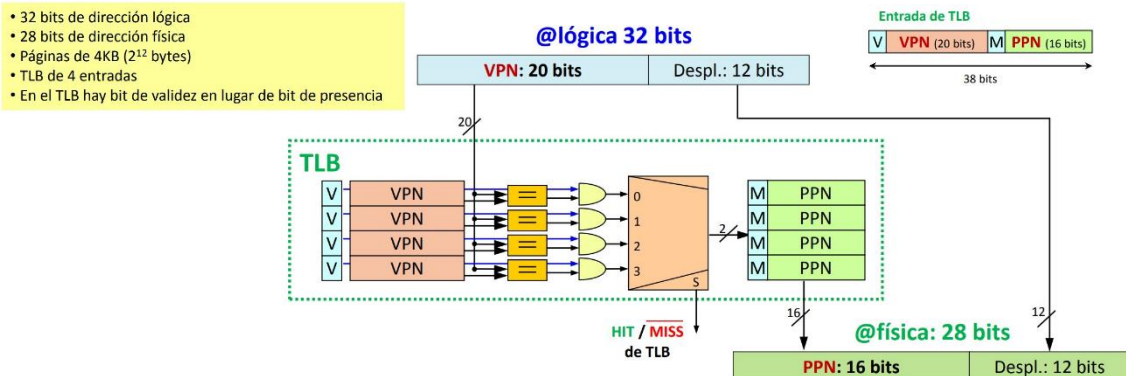 • 32 bits de dirección lógica
• 28 bits de dirección física
• Páginas de 4KB (2¹² bytes)
• TLB de 4 entradas
• En el TLB hay bit de validez en lugar de bit de presencia
Entrada de TLB
V VPN (20 bits) M PPN (16 bits)
38 bits
@lógica 32 bits
VPN: 20 bits Despl.: 12 bits
20
TLB
V VPN = 0 M PPN
V VPN = 1 M PPN
V VPN = 2 2 M PPN
V VPN = 3 M PPN
S
HIT / MISS
de TLB
16
12
@física: 28 bits
PPN: 16 bits Despl.: 12 bits